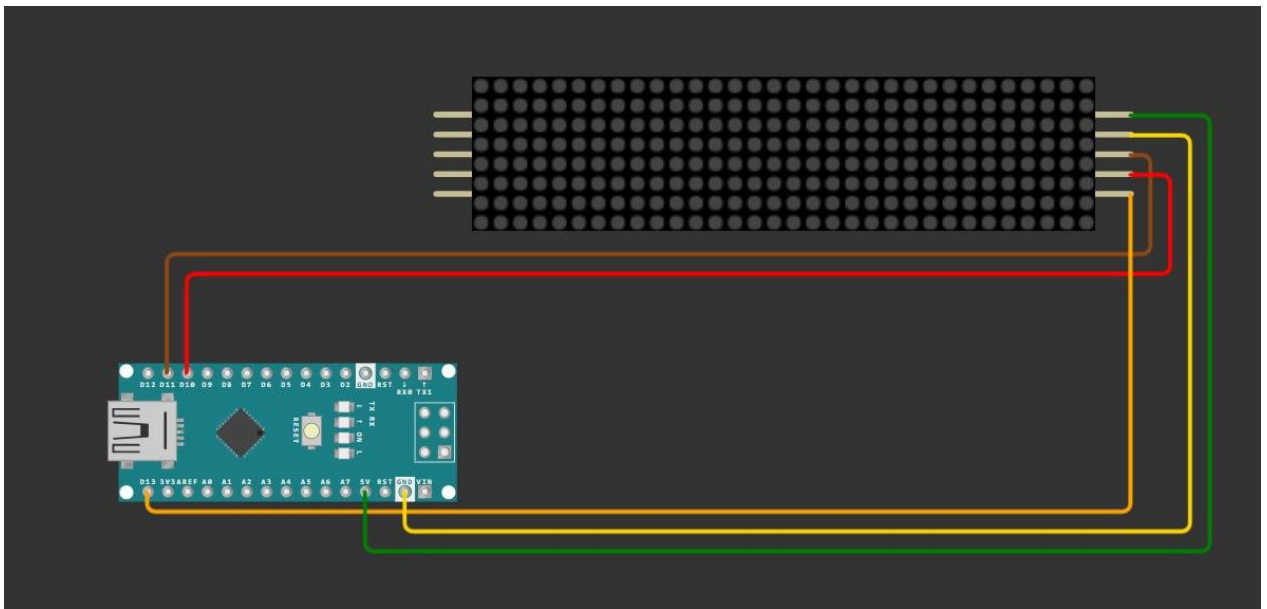 D12 D11 D10 D9 D8 D7 D6 D5 D4 D3 D2 GND RST ↓ ↑
RX0 TX1
RESET
TX RX
↓ ↑ ON L
D13 3V3 AREF A0 A1 A2 A3 A4 A5 A6 A7 5V RST GND VIN